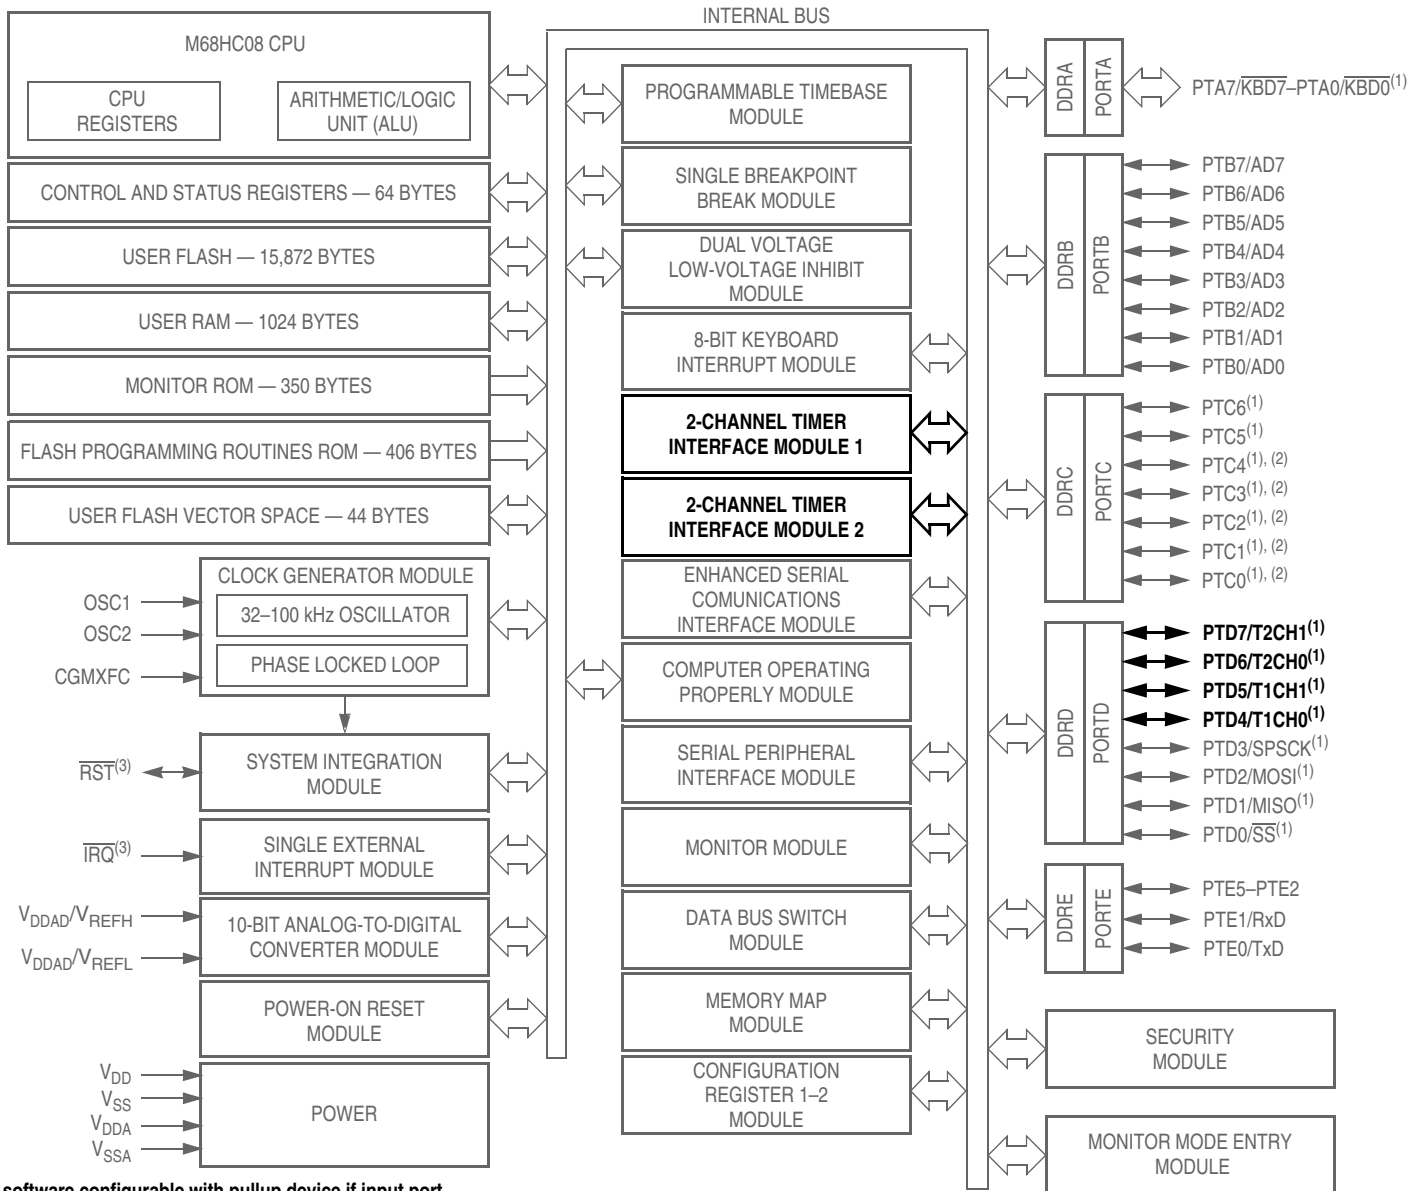 INTERNAL BUS
M68HC08 CPU
CPU
REGISTERS
ARITHMETIC/LOGIC
UNIT (ALU)
CONTROL AND STATUS REGISTERS — 64 BYTES
USER FLASH — 15,872 BYTES
USER RAM — 1024 BYTES
MONITOR ROM — 350 BYTES
FLASH PROGRAMMING ROUTINES ROM — 406 BYTES
USER FLASH VECTOR SPACE — 44 BYTES
CLOCK GENERATOR MODULE
32–100 kHz OSCILLATOR
PHASE LOCKED LOOP
OSC1
OSC2
CGMXFC
SYSTEM INTEGRATION
MODULE
RST(3)
SINGLE EXTERNAL
INTERRUPT MODULE
IRQ(3)
10-BIT ANALOG-TO-DIGITAL
CONVERTER MODULE
VDDAD/VREFH
VDDAD/VREFL
POWER-ON RESET
MODULE
VDD
VSS
VDDA
VSSA
POWER
PROGRAMMABLE TIMEBASE
MODULE
SINGLE BREAKPOINT
BREAK MODULE
DUAL VOLTAGE
LOW-VOLTAGE INHIBIT
MODULE
8-BIT KEYBOARD
INTERRUPT MODULE
2-CHANNEL TIMER
INTERFACE MODULE 1
2-CHANNEL TIMER
INTERFACE MODULE 2
ENHANCED SERIAL
COMUNICATIONS
INTERFACE MODULE
COMPUTER OPERATING
PROPERLY MODULE
SERIAL PERIPHERAL
INTERFACE MODULE
MONITOR MODULE
DATA BUS SWITCH
MODULE
MEMORY MAP
MODULE
CONFIGURATION
REGISTER 1–2
MODULE
DDRA
PORTA
PTA7/KBD7–PTA0/KBD0(1)
DDRB
PORTB
PTB7/AD7
PTB6/AD6
PTB5/AD5
PTB4/AD4
PTB3/AD3
PTB2/AD2
PTB1/AD1
PTB0/AD0
DDRC
PORTC
PTC6(1)
PTC5(1)
PTC4(1), (2)
PTC3(1), (2)
PTC2(1), (2)
PTC1(1), (2)
PTC0(1), (2)
DDRD
PORTD
PTD7/T2CH1(1)
PTD6/T2CH0(1)
PTD5/T1CH1(1)
PTD4/T1CH0(1)
PTD3/SPSCK(1)
PTD2/MOSI(1)
PTD1/MISO(1)
PTD0/SS(1)
DDRE
PORTE
PTE5–PTE2
PTE1/RxD
PTE0/TxD
SECURITY
MODULE
MONITOR MODE ENTRY
MODULE
software configurable with pullup device if input port